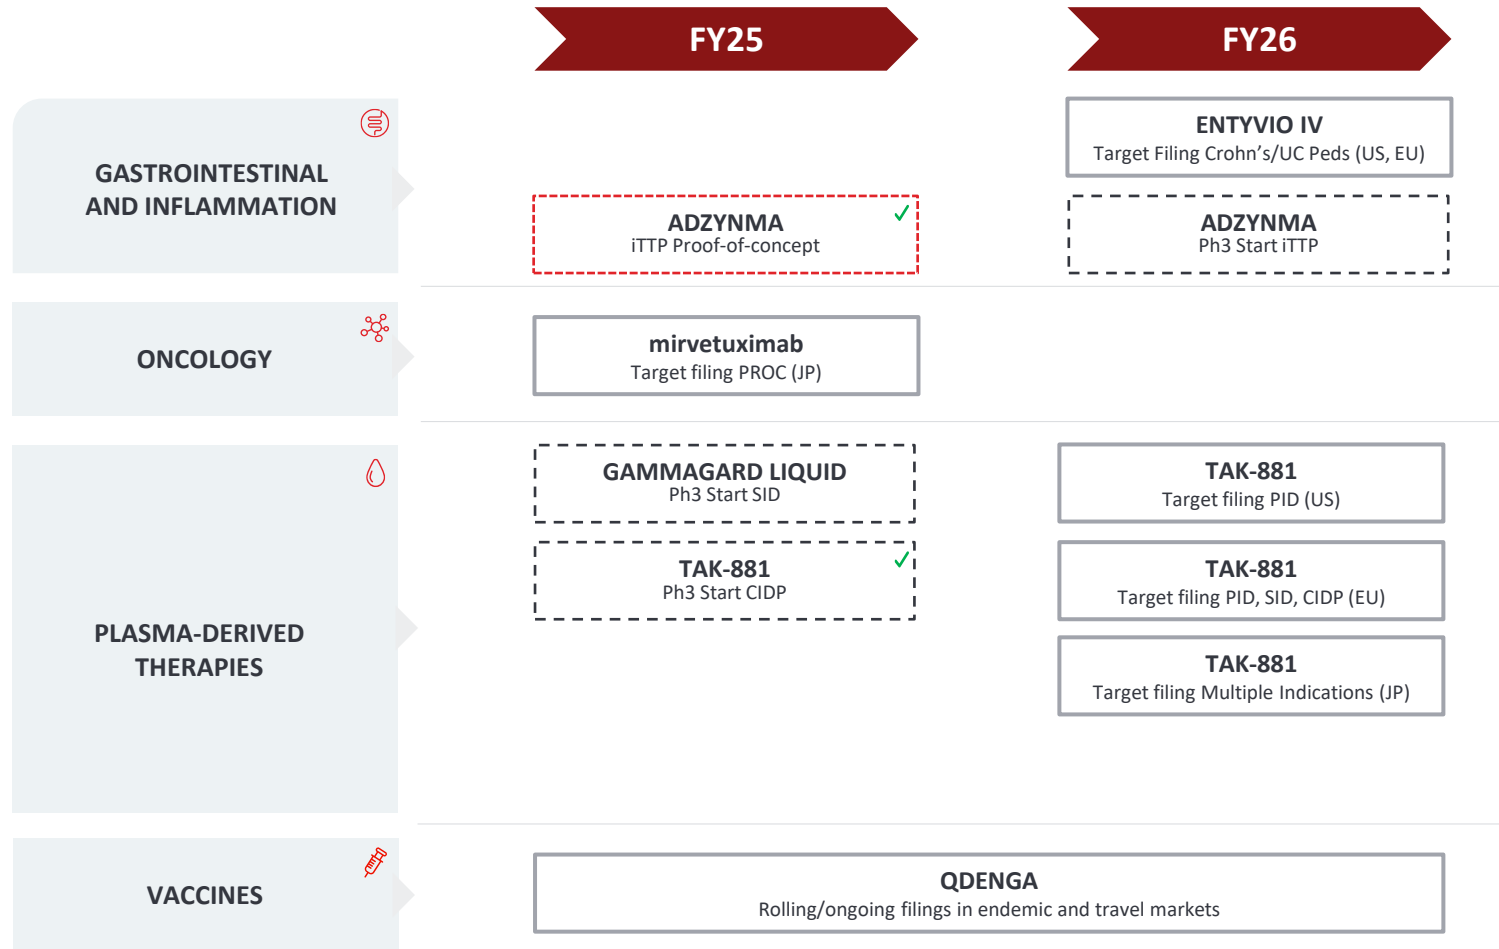 FY25
FY26
GASTROINTESTINAL
AND INFLAMMATION
ENTYVIO IV
Target Filing Crohn’s/UC Peds (US, EU)
ADZYNMA
iTTP Proof-of-concept
ADZYNMA
Ph3 Start iTTP
ONCOLOGY
mirvetuximab
Target filing PROC (JP)
PLASMA-DERIVED
THERAPIES
GAMMAGARD LIQUID
Ph3 Start SID
TAK-881
Target filing PID (US)
TAK-881
Ph3 Start CIDP
TAK-881
Target filing PID, SID, CIDP (EU)
TAK-881
Target filing Multiple Indications (JP)
VACCINES
QDENGA
Rolling/ongoing filings in endemic and travel markets